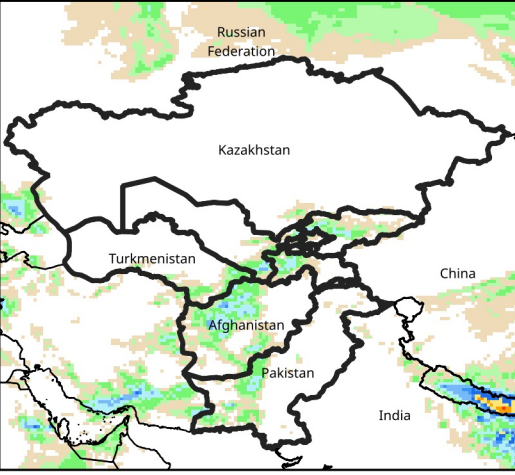 Russian
Federation
Kazakhstan
Turkmenistan
China
Afghanistan
Pakistan
India